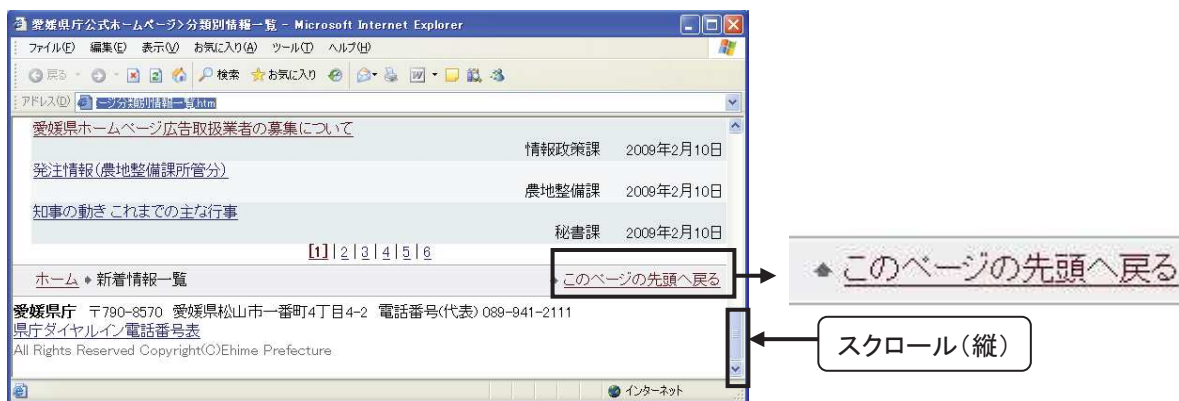 愛媛県庁公式ホームページ>分類別情報一覧 - Microsoft Internet Explorer
ファイル(F) 編集(E) 表示(V) お気に入り(A) ツール(T) ヘルプ(H)
戻る 検索 お気に入り
アドレス(D) ージ分類別情報一覧.htm
愛媛県ホームページ広告取扱業者の募集について
情報政策課 2009年2月10日
発注情報(農地整備課所管分)
農地整備課 2009年2月10日
知事の動き これまでの主な行事
秘書課 2009年2月10日
[1] | 2 | 3 | 4 | 5 | 6
ホーム 新着情報一覧 このページの先頭へ戻る
このページの先頭へ戻る
愛媛県庁 〒790-8570 愛媛県松山市一番町4丁目4-2 電話番号(代表) 089-941-2111
県庁ダイヤルイン電話番号表
All Rights Reserved Copyright(C)Ehime Prefecture
スクロール(縦)
インターネット